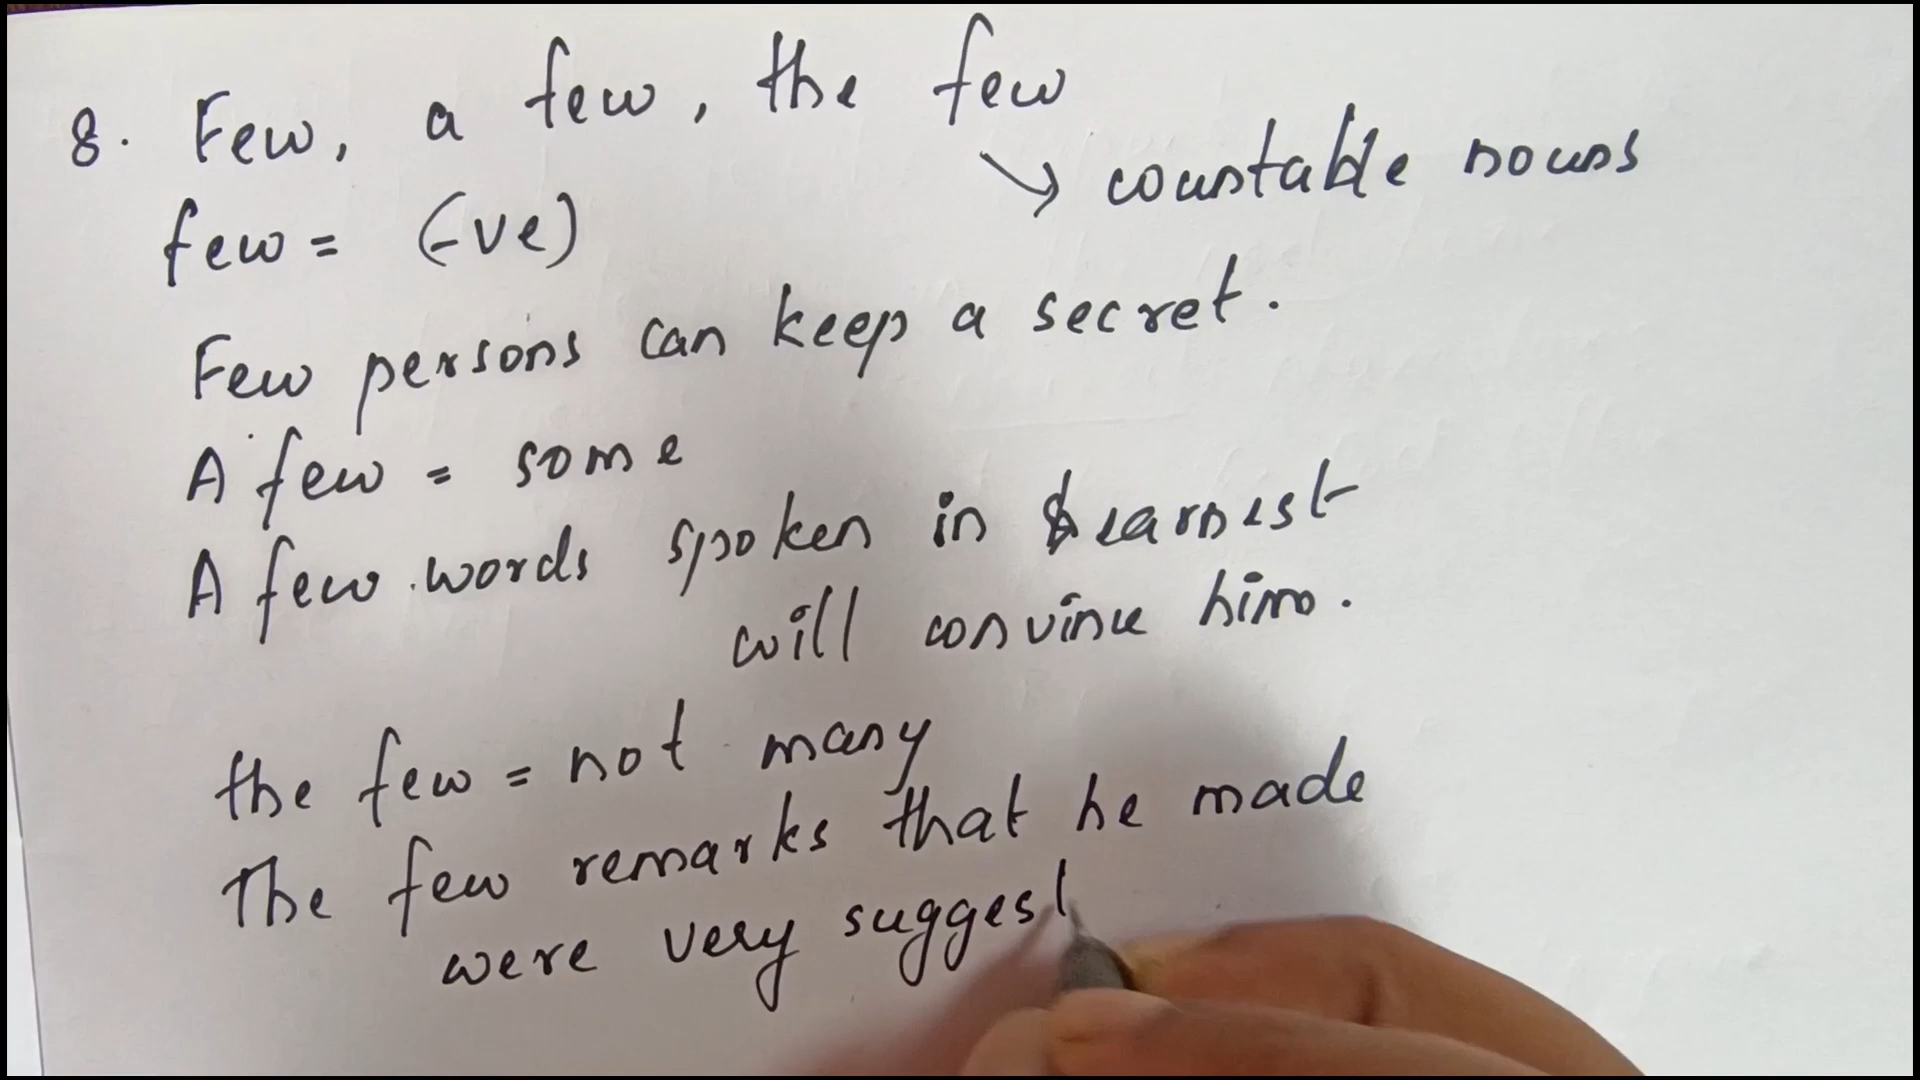 8. Few, a few, the few
↘ countable nouns
few = (-ve)
Few persons can keep a secret.
A few = some
A few words spoken in earnest
will convince him.
the few = not many
The few remarks that he made
were very suggest